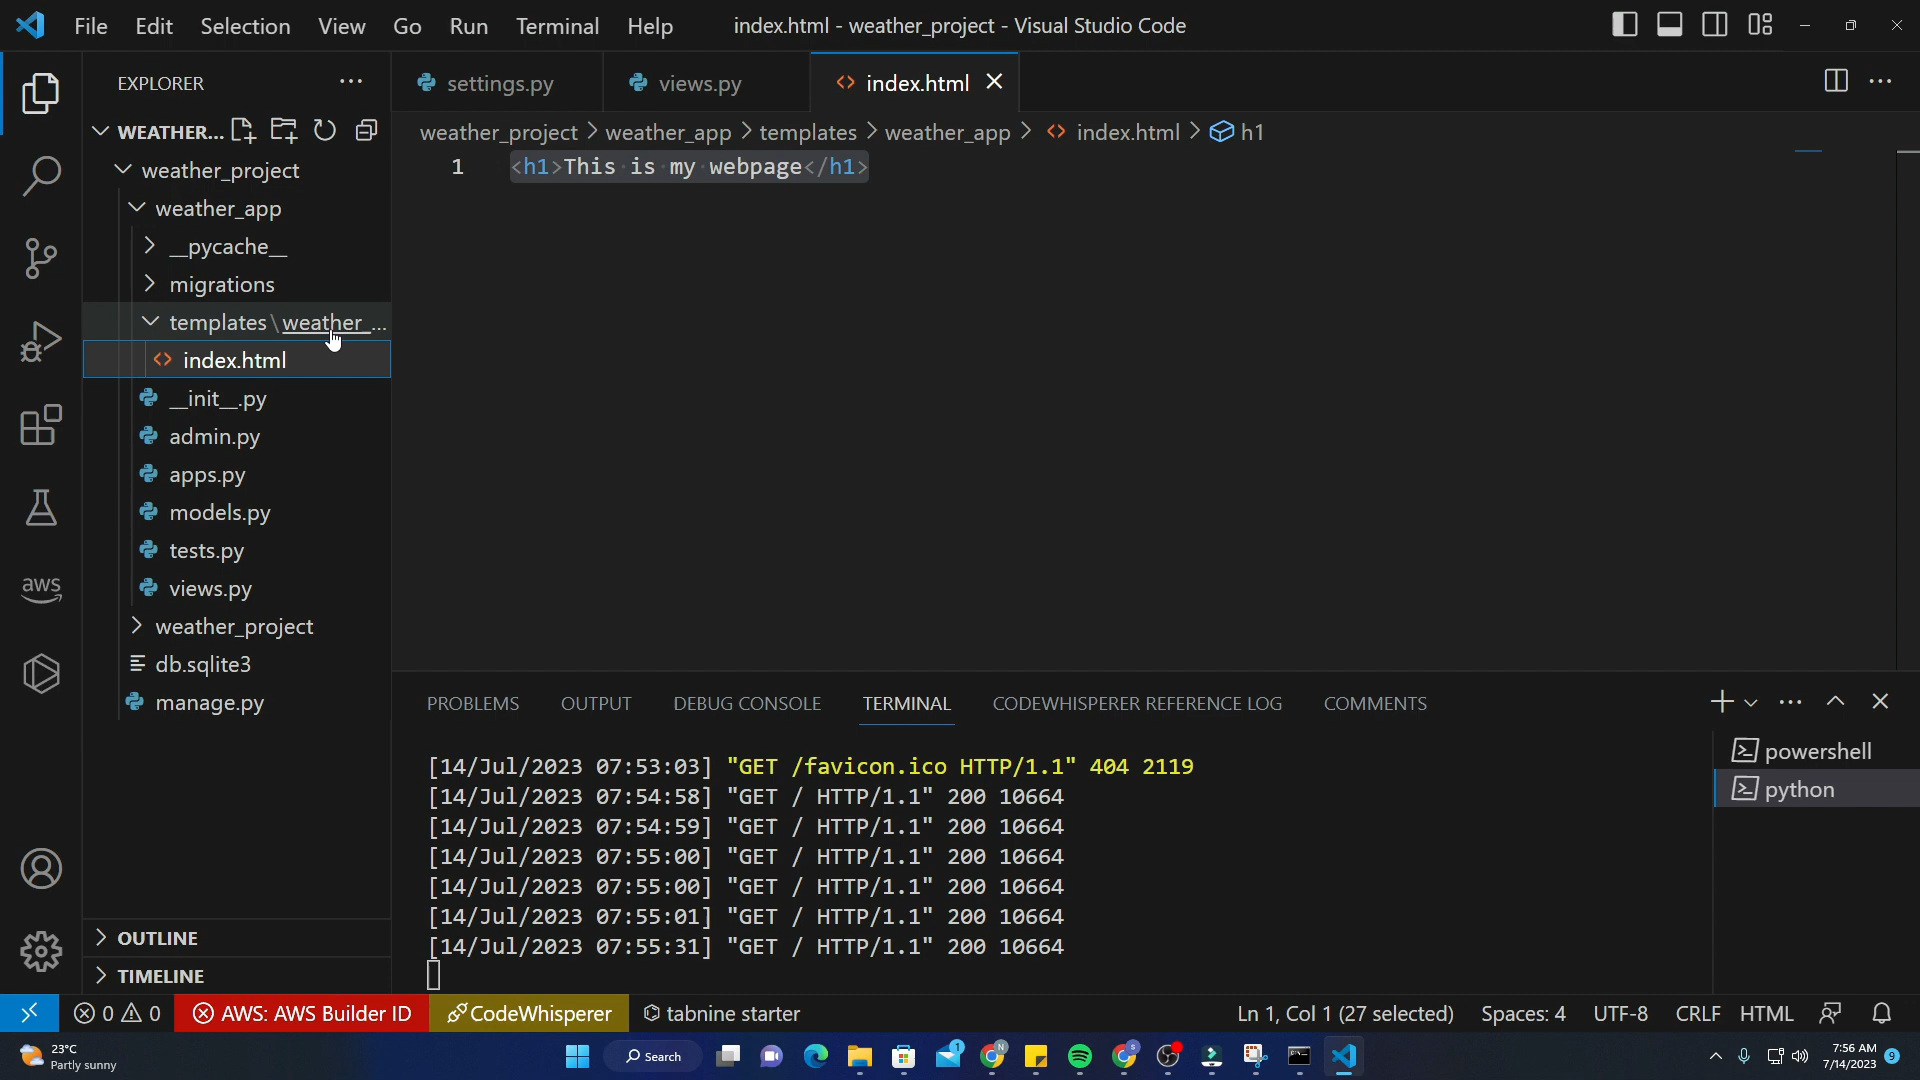 File Edit Selection View Go Run Terminal Help
index.html - weather_project - Visual Studio Code
EXPLORER
WEATHER...
weather_project
weather_app
__pycache__
migrations
templates\weather_...
index.html
__init__.py
admin.py
apps.py
models.py
tests.py
views.py
weather_project
db.sqlite3
manage.py
OUTLINE
TIMELINE
aws
settings.py views.py index.html
weather_project > weather_app > templates > weather_app > index.html > h1
1 <h1>This is my webpage</h1>
PROBLEMS OUTPUT DEBUG CONSOLE TERMINAL CODEWHISPERER REFERENCE LOG COMMENTS
[14/Jul/2023 07:53:03] "GET /favicon.ico HTTP/1.1" 404 2119
[14/Jul/2023 07:54:58] "GET / HTTP/1.1" 200 10664
[14/Jul/2023 07:54:59] "GET / HTTP/1.1" 200 10664
[14/Jul/2023 07:55:00] "GET / HTTP/1.1" 200 10664
[14/Jul/2023 07:55:00] "GET / HTTP/1.1" 200 10664
[14/Jul/2023 07:55:01] "GET / HTTP/1.1" 200 10664
[14/Jul/2023 07:55:31] "GET / HTTP/1.1" 200 10664
powershell
python
0 0 AWS: AWS Builder ID CodeWhisperer tabnine starter Ln 1, Col 1 (27 selected) Spaces: 4 UTF-8 CRLF HTML
23°C
Partly sunny
Search
1
N
S
7:56 AM
7/14/2023
9